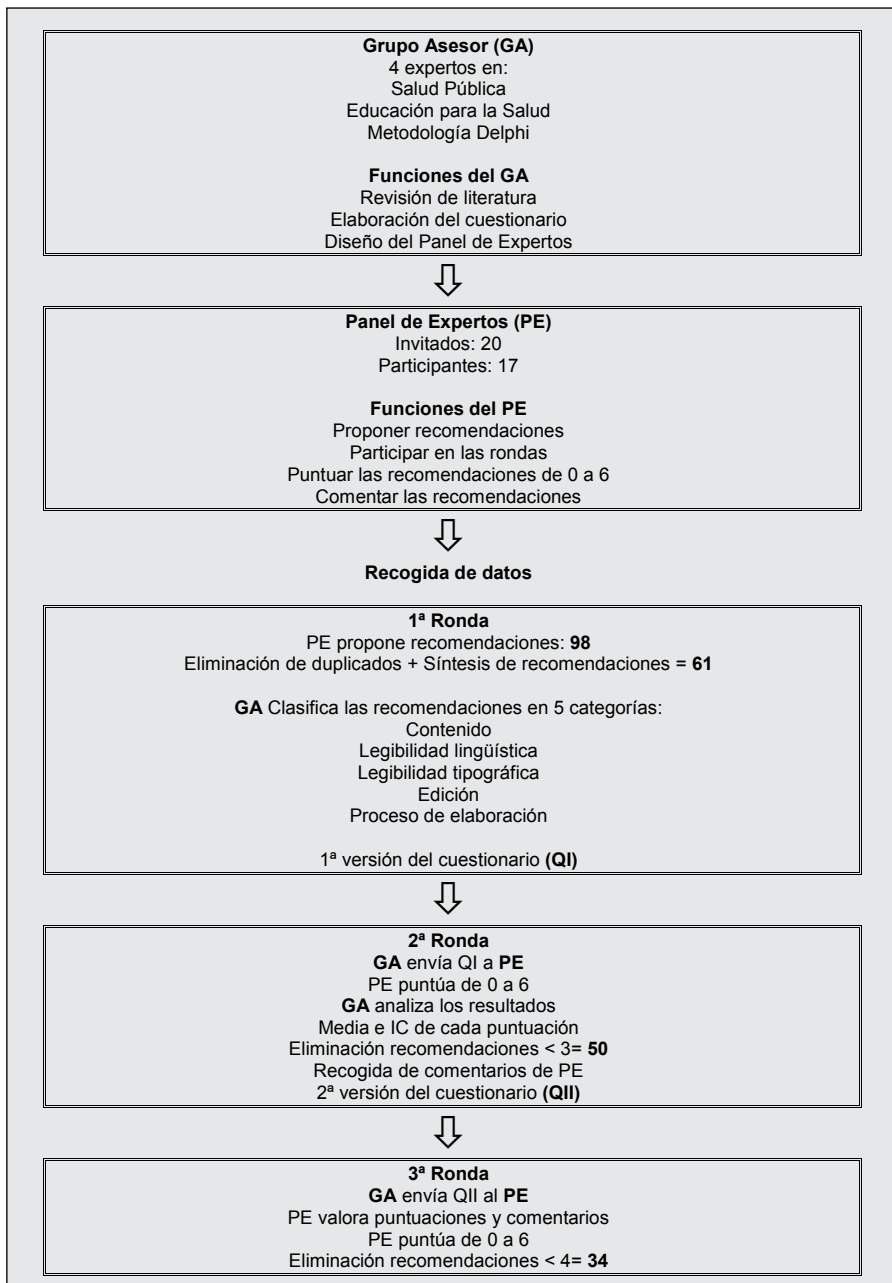 Grupo Asesor (GA)
4 expertos en:
Salud Pública
Educación para la Salud
Metodología Delphi
Funciones del GA
Revisión de literatura
Elaboración del cuestionario
Diseño del Panel de Expertos
Panel de Expertos (PE)
Invitados: 20
Participantes: 17
Funciones del PE
Proponer recomendaciones
Participar en las rondas
Puntuar las recomendaciones de 0 a 6
Comentar las recomendaciones
Recogida de datos
1ª Ronda
PE propone recomendaciones: 98
Eliminación de duplicados + Síntesis de recomendaciones = 61
GA Clasifica las recomendaciones en 5 categorías:
Contenido
Legibilidad lingüística
Legibilidad tipográfica
Edición
Proceso de elaboración
1ª versión del cuestionario (QI)
2ª Ronda
GA envía QI a PE
PE puntúa de 0 a 6
GA analiza los resultados
Media e IC de cada puntuación
Eliminación recomendaciones < 3= 50
Recogida de comentarios de PE
2ª versión del cuestionario (QII)
3ª Ronda
GA envía QII al PE
PE valora puntuaciones y comentarios
PE puntúa de 0 a 6
Eliminación recomendaciones < 4= 34